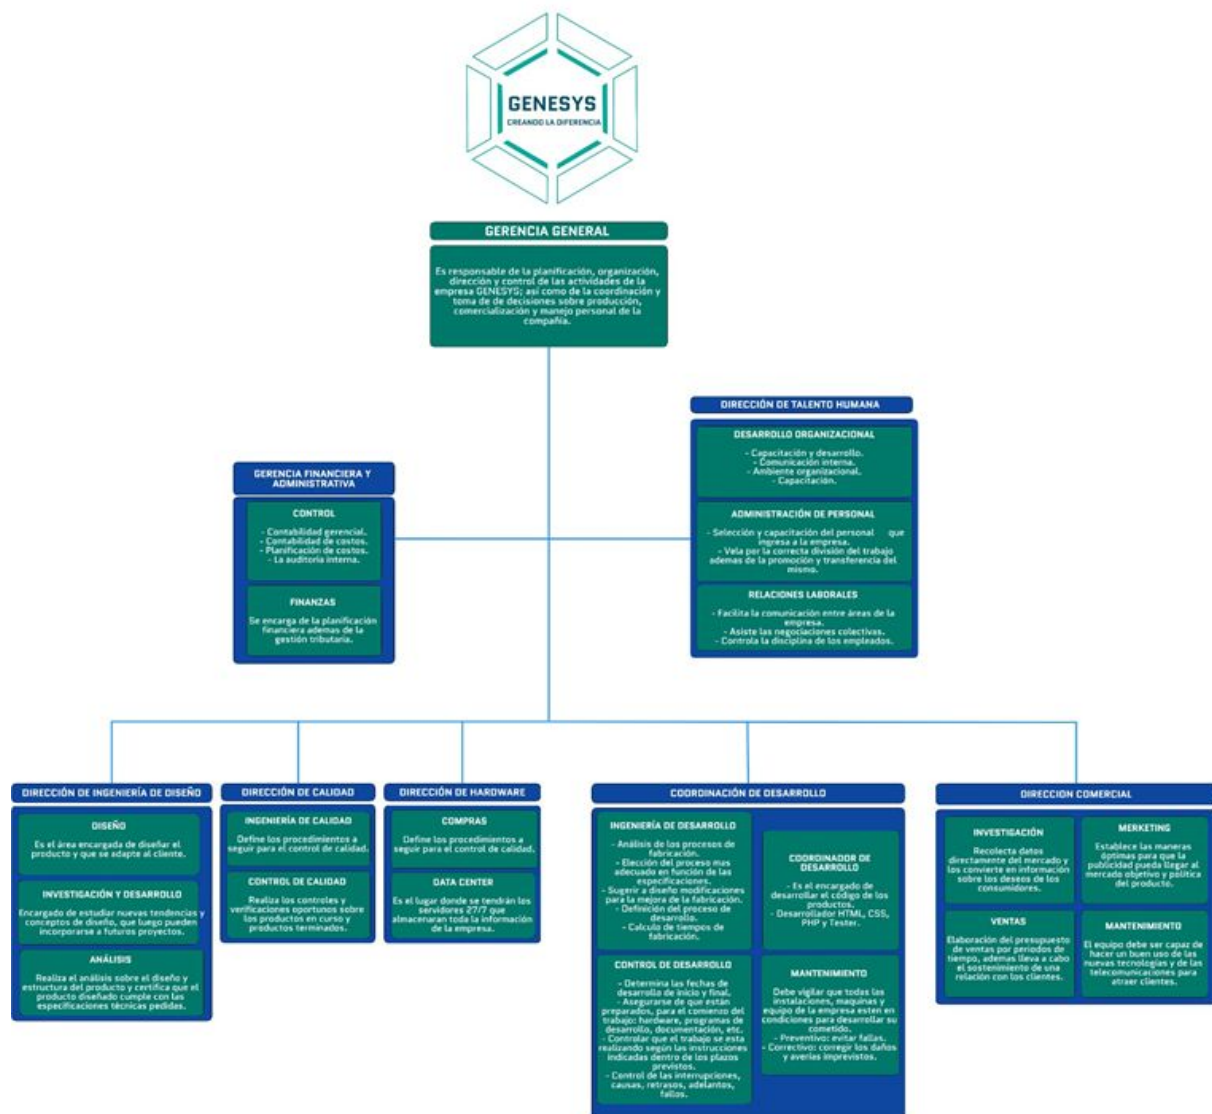 GENESYS
CREANDO LA DIFERENCIA
GERENCIA GENERAL
Es responsable de la planificación, organización,
dirección y control de las actividades de la
empresa GENESYS; así como de la coordinación y
toma de de decisiones sobre producción,
comercialización y manejo personal de la
compañía.
DIRECCIÓN DE TALENTO HUMANA
DESARROLLO ORGANIZACIONAL
- Capacitación y desarrollo.
- Comunicación interna.
- Ambiente organizacional.
- Capacitación.
ADMINISTRACIÓN DE PERSONAL
- Selección y capacitación del personal que
ingresa a la empresa.
- Vela por la correcta división del trabajo
ademas de la promoción y transferencia del
mismo.
RELACIONES LABORALES
- Facilita la comunicación entre áreas de la
empresa.
- Asiste las negociaciones colectivas.
- Controla la disciplina de los empleados.
GERENCIA FINANCIERA Y
ADMINISTRATIVA
CONTROL
- Contabilidad gerencial.
- Contabilidad de costos.
- Planificación de costos.
- La auditoría interna.
FINANZAS
Se encarga de la planificación
financiera ademas de la
gestión tributaria.
DIRECCIÓN DE INGENIERÍA DE DISEÑO
DISEÑO
Es el área encargada de diseñar el
producto y que se adapte al cliente.
INVESTIGACIÓN Y DESARROLLO
Encargado de estudiar nuevas tendencias y
conceptos de diseño, que luego pueden
incorporarse a futuros proyectos.
ANÁLISIS
Realiza el análisis sobre el diseño y
estructura del producto y certifica que el
producto diseñado cumple con las
especificaciones técnicas pedidas.
DIRECCIÓN DE CALIDAD
INGENIERÍA DE CALIDAD
Define los procedimientos a
seguir para el control de calidad.
CONTROL DE CALIDAD
Realiza los controles y
verificaciones oportunos sobre
los productos en curso y
productos terminados.
DIRECCIÓN DE HARDWARE
COMPRAS
Define los procedimientos a
seguir para el control de calidad.
DATA CENTER
Es el lugar donde se tendrán los
servidores 27/7 que
almacenaran toda la información
de la empresa.
COORDINACIÓN DE DESARROLLO
INGENIERÍA DE DESARROLLO
- Análisis de los procesos de
fabricación.
- Elección del proceso mas
adecuado en función de las
especificaciones.
- Sugerir a diseño modificaciones
para la mejora de la fabricación.
- Definición del proceso de
desarrollo.
- Calculo de tiempos de
fabricación.
COORDINADOR DE
DESARROLLO
- Es el encargado de
desarrollar el código de los
productos.
- Desarrollador HTML, CSS,
PHP y Tester.
CONTROL DE DESARROLLO
- Determina las fechas de
desarrollo de inicio y final.
- Asegurarse de que están
preparados, para el comienzo del
trabajo: hardware, programas de
desarrollo, documentación, etc.
- Controlar que el trabajo se esta
realizando según las instrucciones
indicadas dentro de los plazos
previstos.
- Control de las interrupciones,
causas, retrasos, adelantos,
fallos.
MANTENIMIENTO
Debe vigilar que todas las
instalaciones, maquinas y
equipo de la empresa esten en
condiciones para desarrollar su
cometido.
- Preventivo: evitar fallas.
- Correctivo: corregir los daños
y averías imprevistos.
DIRECCION COMERCIAL
INVESTIGACIÓN
Recolecta datos
directamente del mercado y
los convierte en información
sobre los deseos de los
consumidores.
MERKETING
Establece las maneras
óptimas para que la
publicidad pueda llegar al
mercado objetivo y política
del producto.
VENTAS
Elaboración del presupuesto
de ventas por periodos de
tiempo, ademas lleva a cabo
el sostenimiento de una
relación con los clientes.
MANTENIMIENTO
El equipo debe ser capaz de
hacer un buen uso de las
nuevas tecnologías y de las
telecomunicaciones para
atraer clientes.